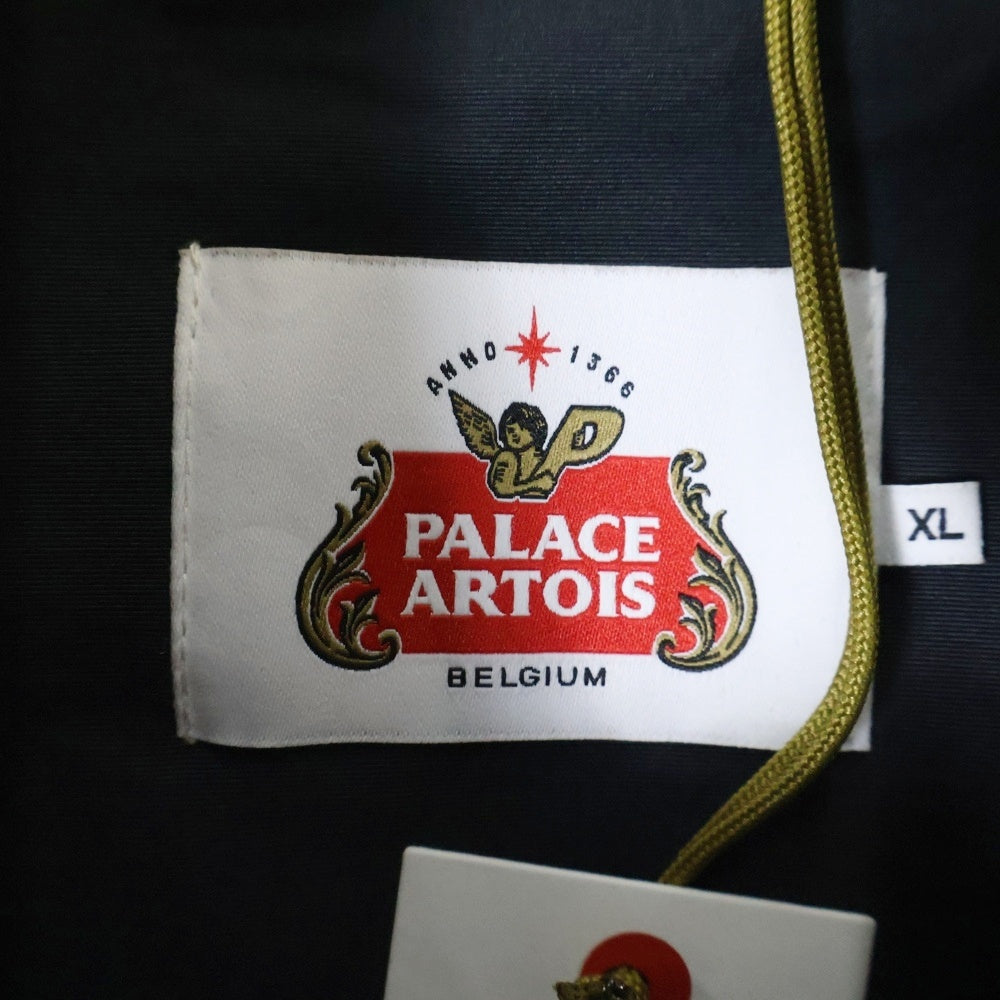 ANNO 1366
P
PALACE
ARTOIS
BELGIUM
XL